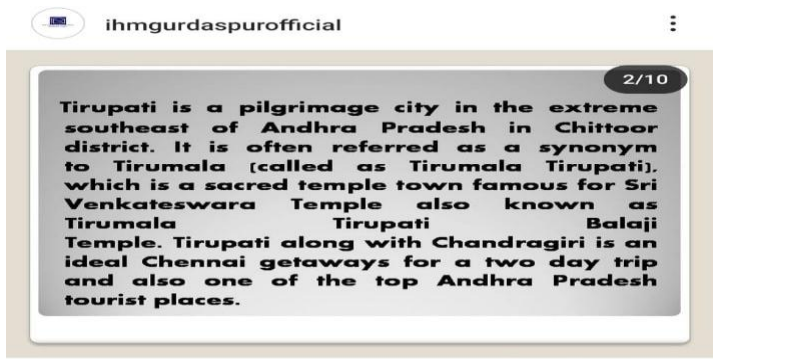 ihmgurdaspurofficial
2/10
Tirupati is a pilgrimage city in the extreme
southeast of Andhra Pradesh in Chittoor
district. It is often referred as a synonym
to Tirumala (called as Tirumala Tirupati),
which is a sacred temple town famous for Sri
Venkateswara Temple also known as
Tirumala Tirupati Balaji
Temple. Tirupati along with Chandragiri is an
ideal Chennai getaways for a two day trip
and also one of the top Andhra Pradesh
tourist places.